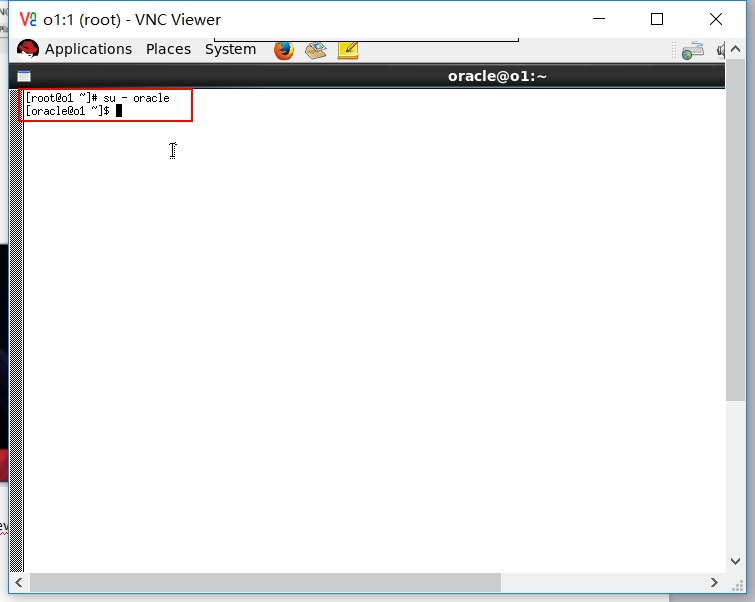 o1:1 (root) - VNC Viewer
Applications Places System
oracle@o1:~
[root@o1 ~]# su - oracle
[oracle@o1 ~]$